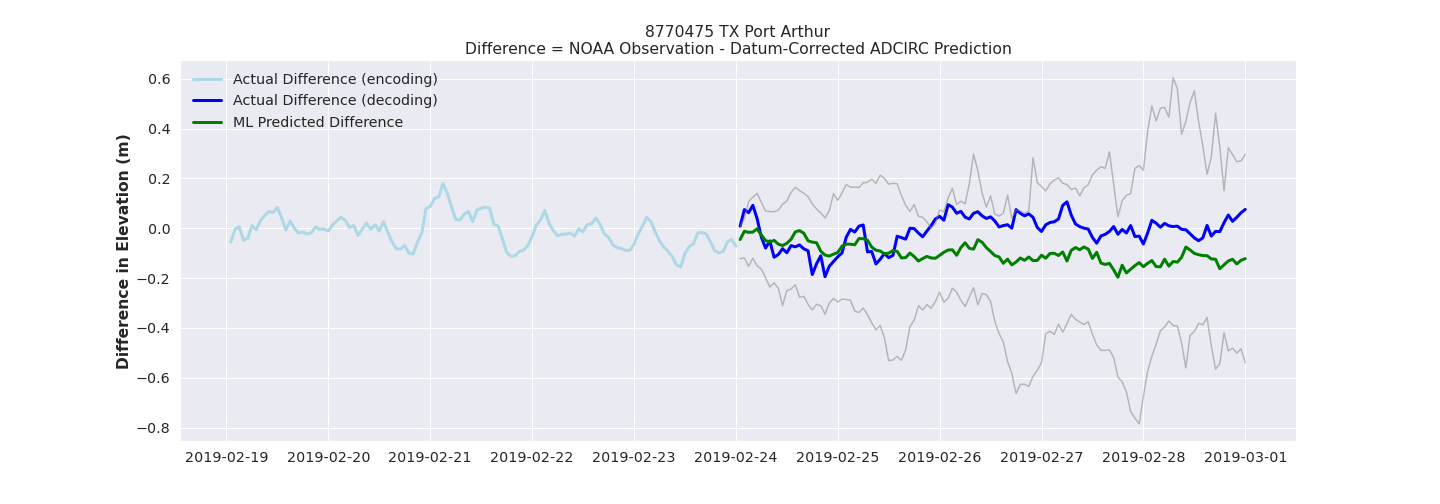 8770475 TX Port Arthur
Difference = NOAA Observation - Datum-Corrected ADCIRC Prediction
Actual Difference (encoding)
Actual Difference (decoding)
ML Predicted Difference
Difference in Elevation (m)
0.6
0.4
0.2
0.0
−0.2
−0.4
−0.6
−0.8
2019-02-19 2019-02-20 2019-02-21 2019-02-22 2019-02-23 2019-02-24 2019-02-25 2019-02-26 2019-02-27 2019-02-28 2019-03-01